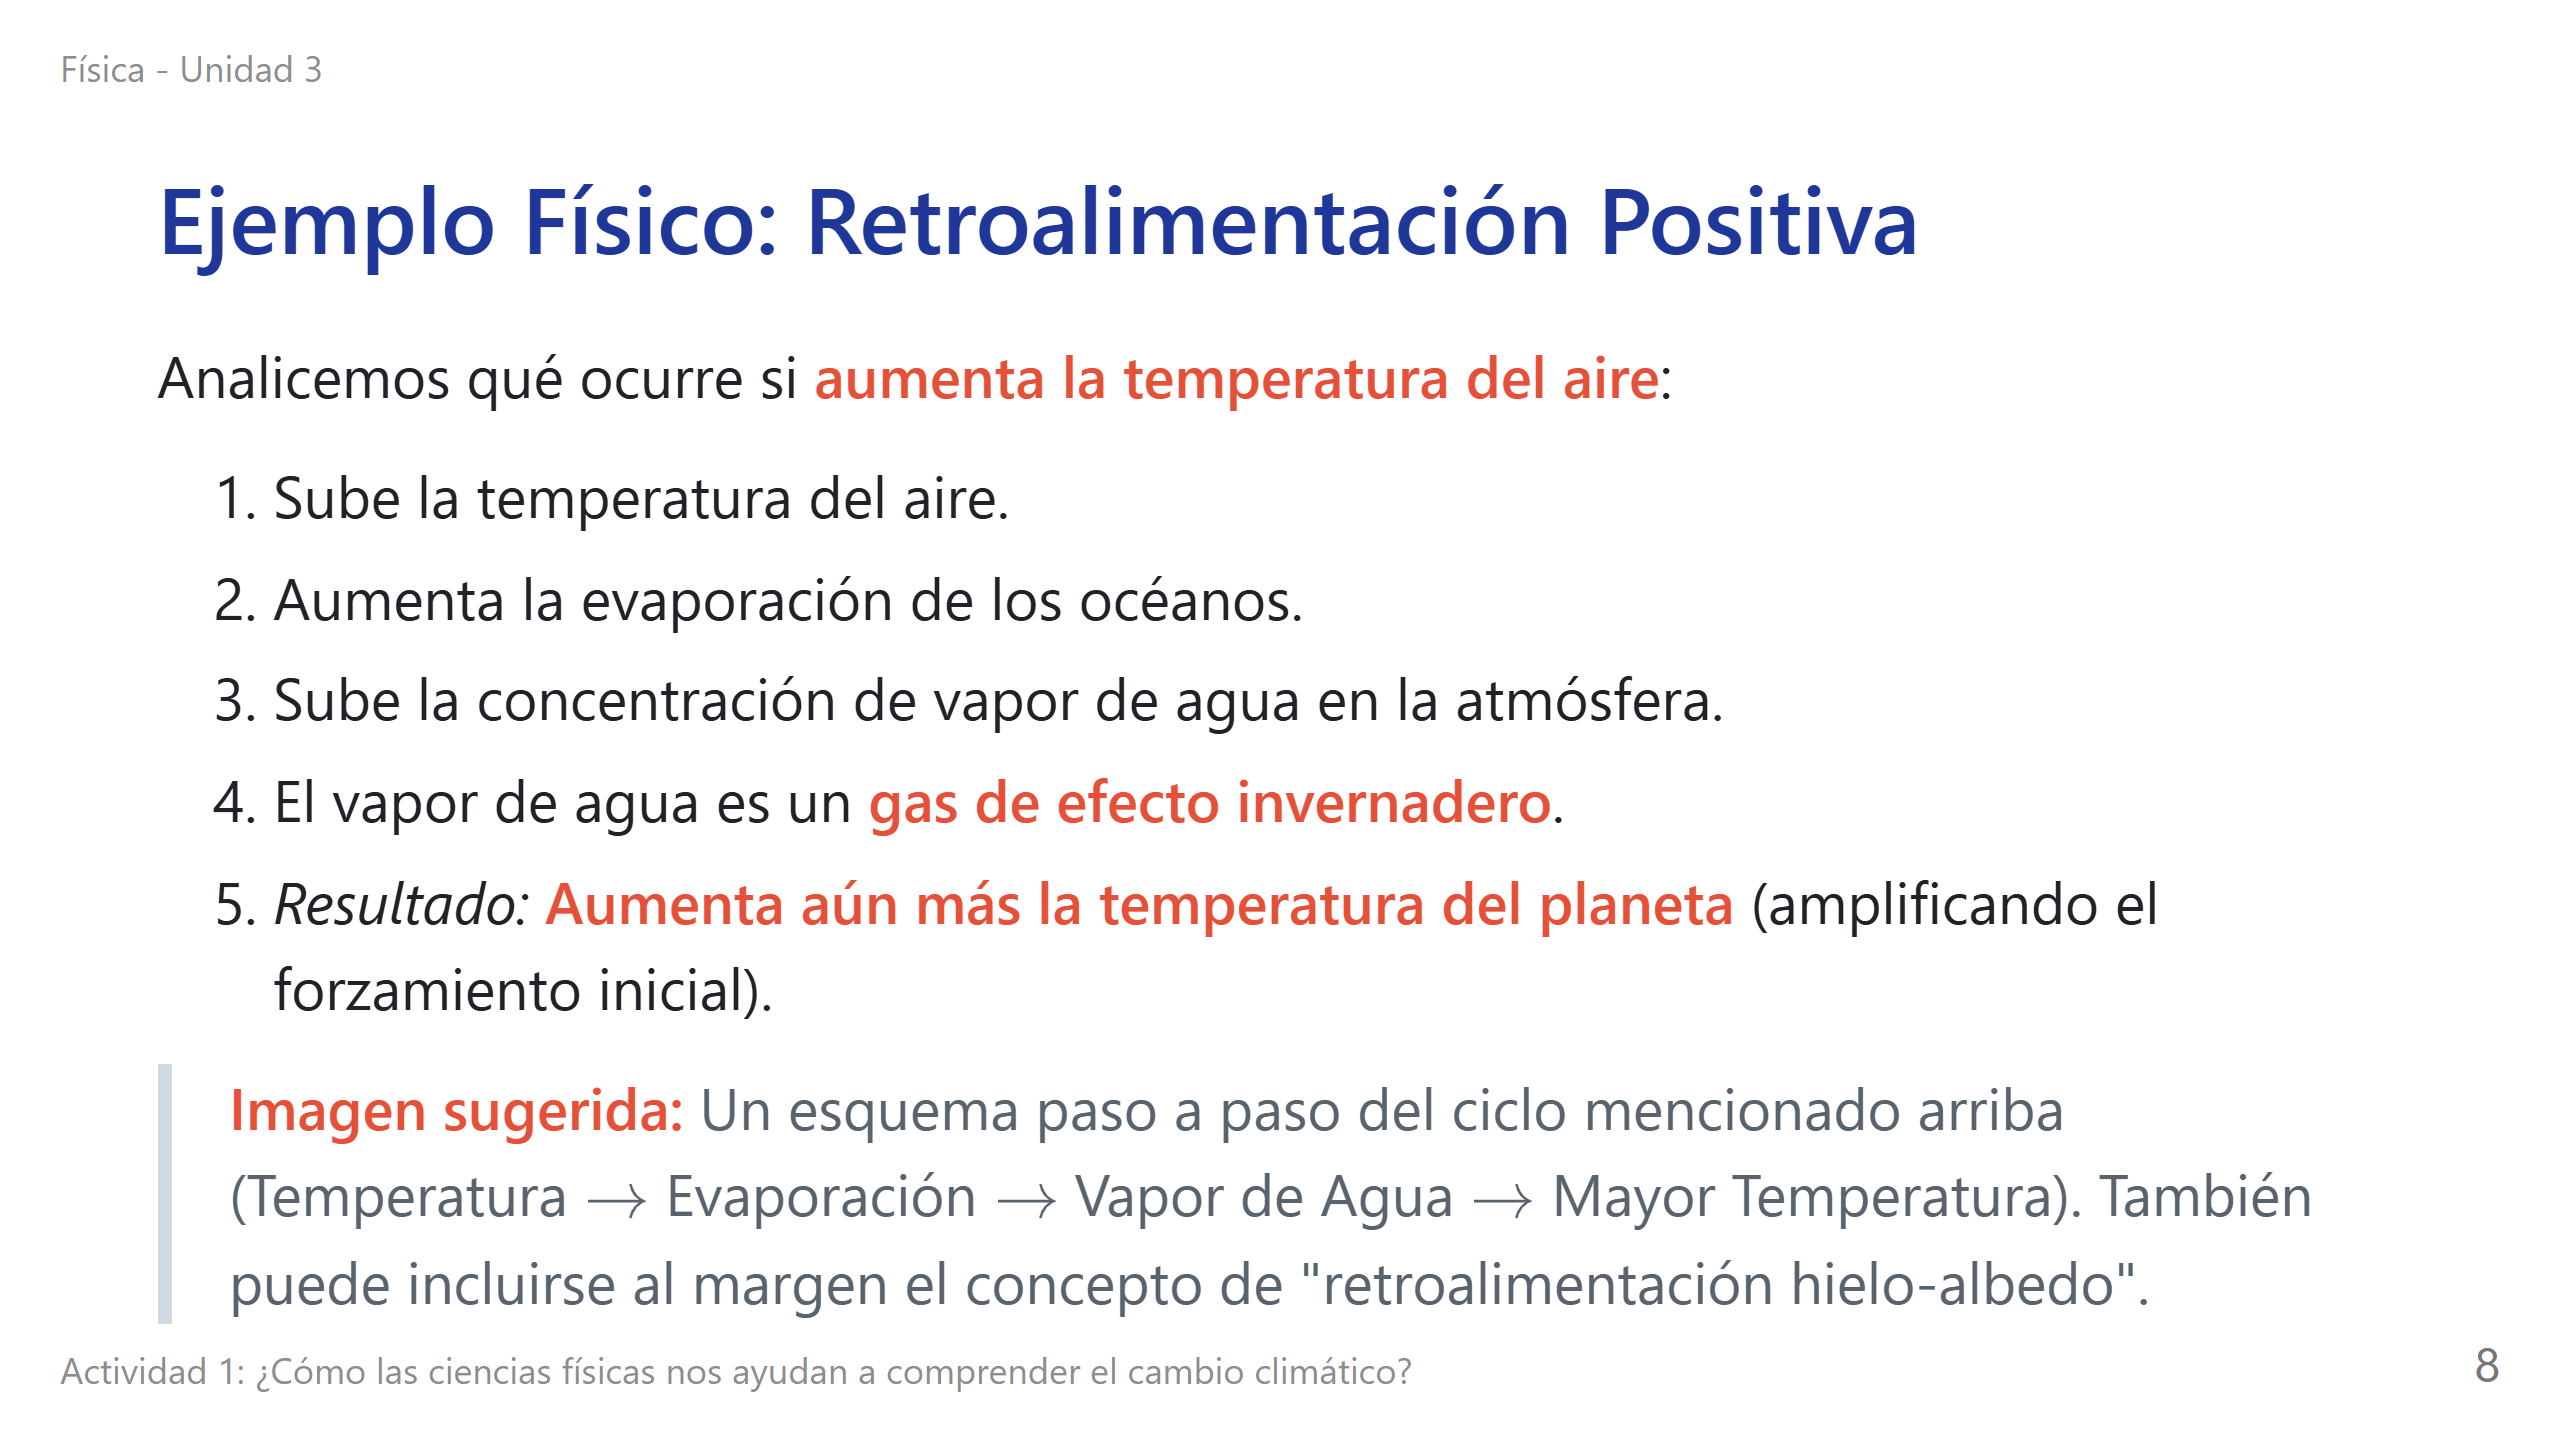 Física - Unidad 3
Ejemplo Físico: Retroalimentación Positiva
Analicemos qué ocurre si aumenta la temperatura del aire:
1. Sube la temperatura del aire.
2. Aumenta la evaporación de los océanos.
3. Sube la concentración de vapor de agua en la atmósfera.
4. El vapor de agua es un gas de efecto invernadero.
5. Resultado: Aumenta aún más la temperatura del planeta (amplificando el
forzamiento inicial).
Imagen sugerida: Un esquema paso a paso del ciclo mencionado arriba
(Temperatura → Evaporación → Vapor de Agua → Mayor Temperatura). También
puede incluirse al margen el concepto de "retroalimentación hielo-albedo".
Actividad 1: ¿Cómo las ciencias físicas nos ayudan a comprender el cambio climático?
8